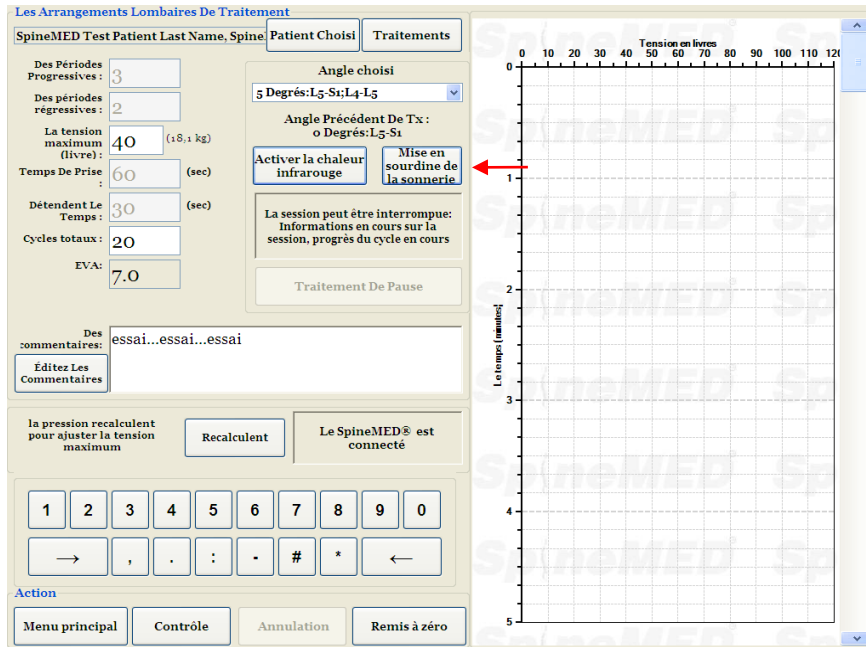 Les Arrangements Lombaires De Traitement
SpineMED Test Patient Last Name, Spine
Patient Choisi
Traitements
Des Périodes
Progressives :
3
Des périodes
régressives :
2
La tension
maximum
(livre) :
40
(18,1 kg)
Temps De Prise
:
60
(sec)
Détendent Le
Temps :
30
(sec)
Cycles totaux :
20
EVA:
7.0
Angle choisi
5 Degrés:L5-S1;L4-L5
Angle Précédent De Tx :
0 Degrés:L5-S1
Activer la chaleur
infrarouge
Mise en
sourdine de
la sonnerie
La session peut être interrompue:
Informations en cours sur la
session, progrès du cycle en cours
Traitement De Pause
Des
commentaires:
essai...essai...essai
Éditez Les
Commentaires
la pression recalculent
pour ajuster la tension
maximum
Recalculent
Le SpineMED® est
connecté
1 2 3 4 5 6 7 8 9 0
→ , . : - # * ←
Action
Menu principal
Contrôle
Annulation
Remis à zéro
Tension en livres
0 10 20 30 40 50 60 70 80 90 100 110 120
Le temps (minutes)
0
1
2
3
4
5
SpineMED®